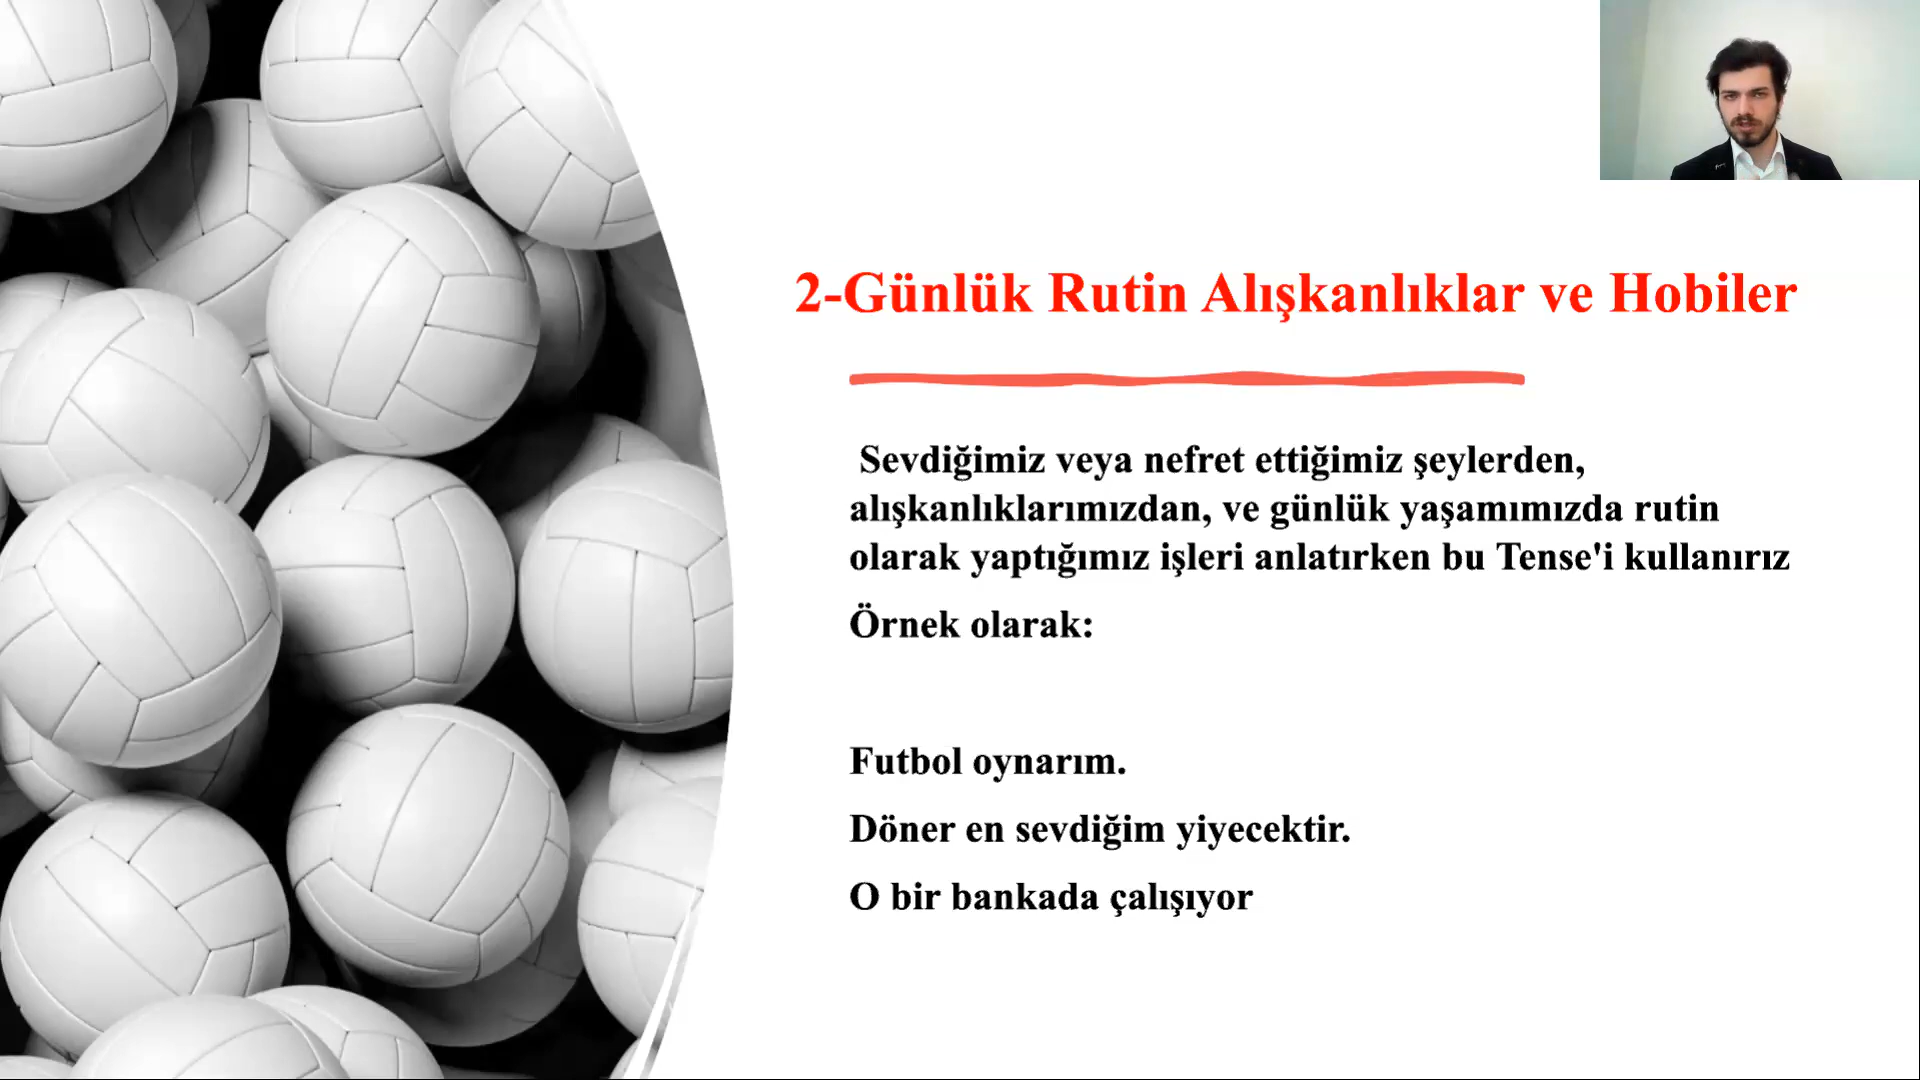 2-Günlük Rutin Alışkanlıklar ve Hobiler
Sevdiğimiz veya nefret ettiğimiz şeylerden,
alışkanlıklarımızdan, ve günlük yaşamımızda rutin
olarak yaptığımız işleri anlatırken bu Tense'i kullanırız
Örnek olarak:
Futbol oynarım.
Döner en sevdiğim yiyecektir.
O bir bankada çalışıyor